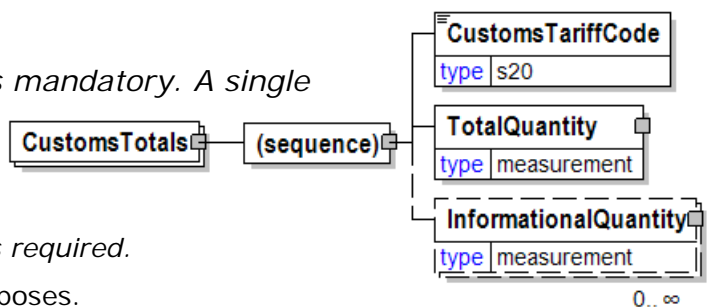 CustomsTariffCode
type s20
s mandatory. A single
CustomsTotals
(sequence)
TotalQuantity
type measurement
InformationalQuantity
type measurement
s required.
poses.
0.. ∞